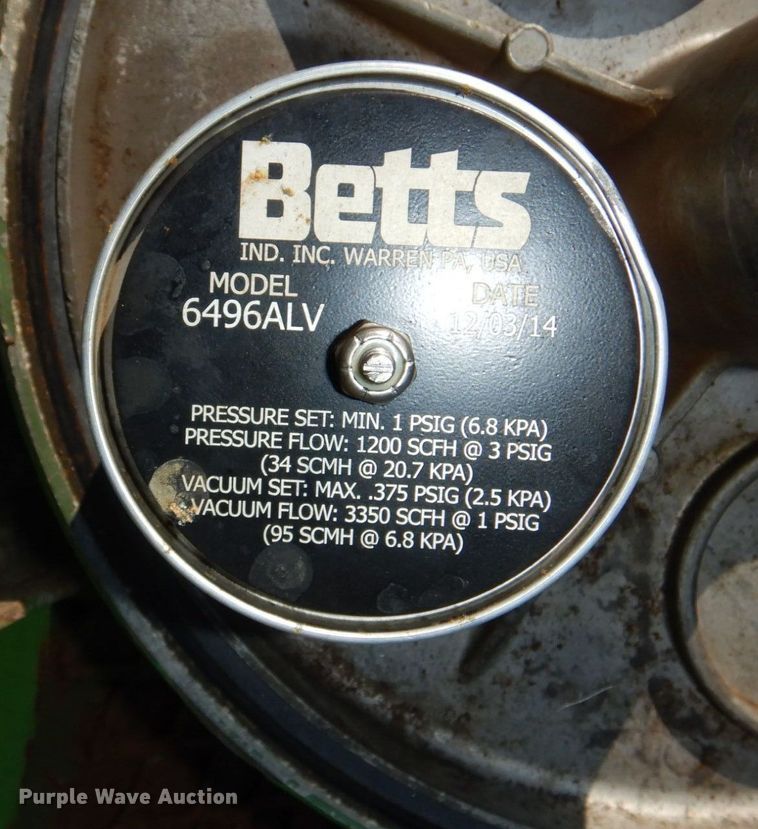 Betts
IND. INC. WARREN PA, USA
MODEL
6496ALV
DATE
12/03/14
PRESSURE SET: MIN. 1 PSIG (6.8 KPA)
PRESSURE FLOW: 1200 SCFH @ 3 PSIG
(34 SCMH @ 20.7 KPA)
VACUUM SET: MAX. .375 PSIG (2.5 KPA)
VACUUM FLOW: 3350 SCFH @ 1 PSIG
(95 SCMH @ 6.8 KPA)
Purple Wave Auction